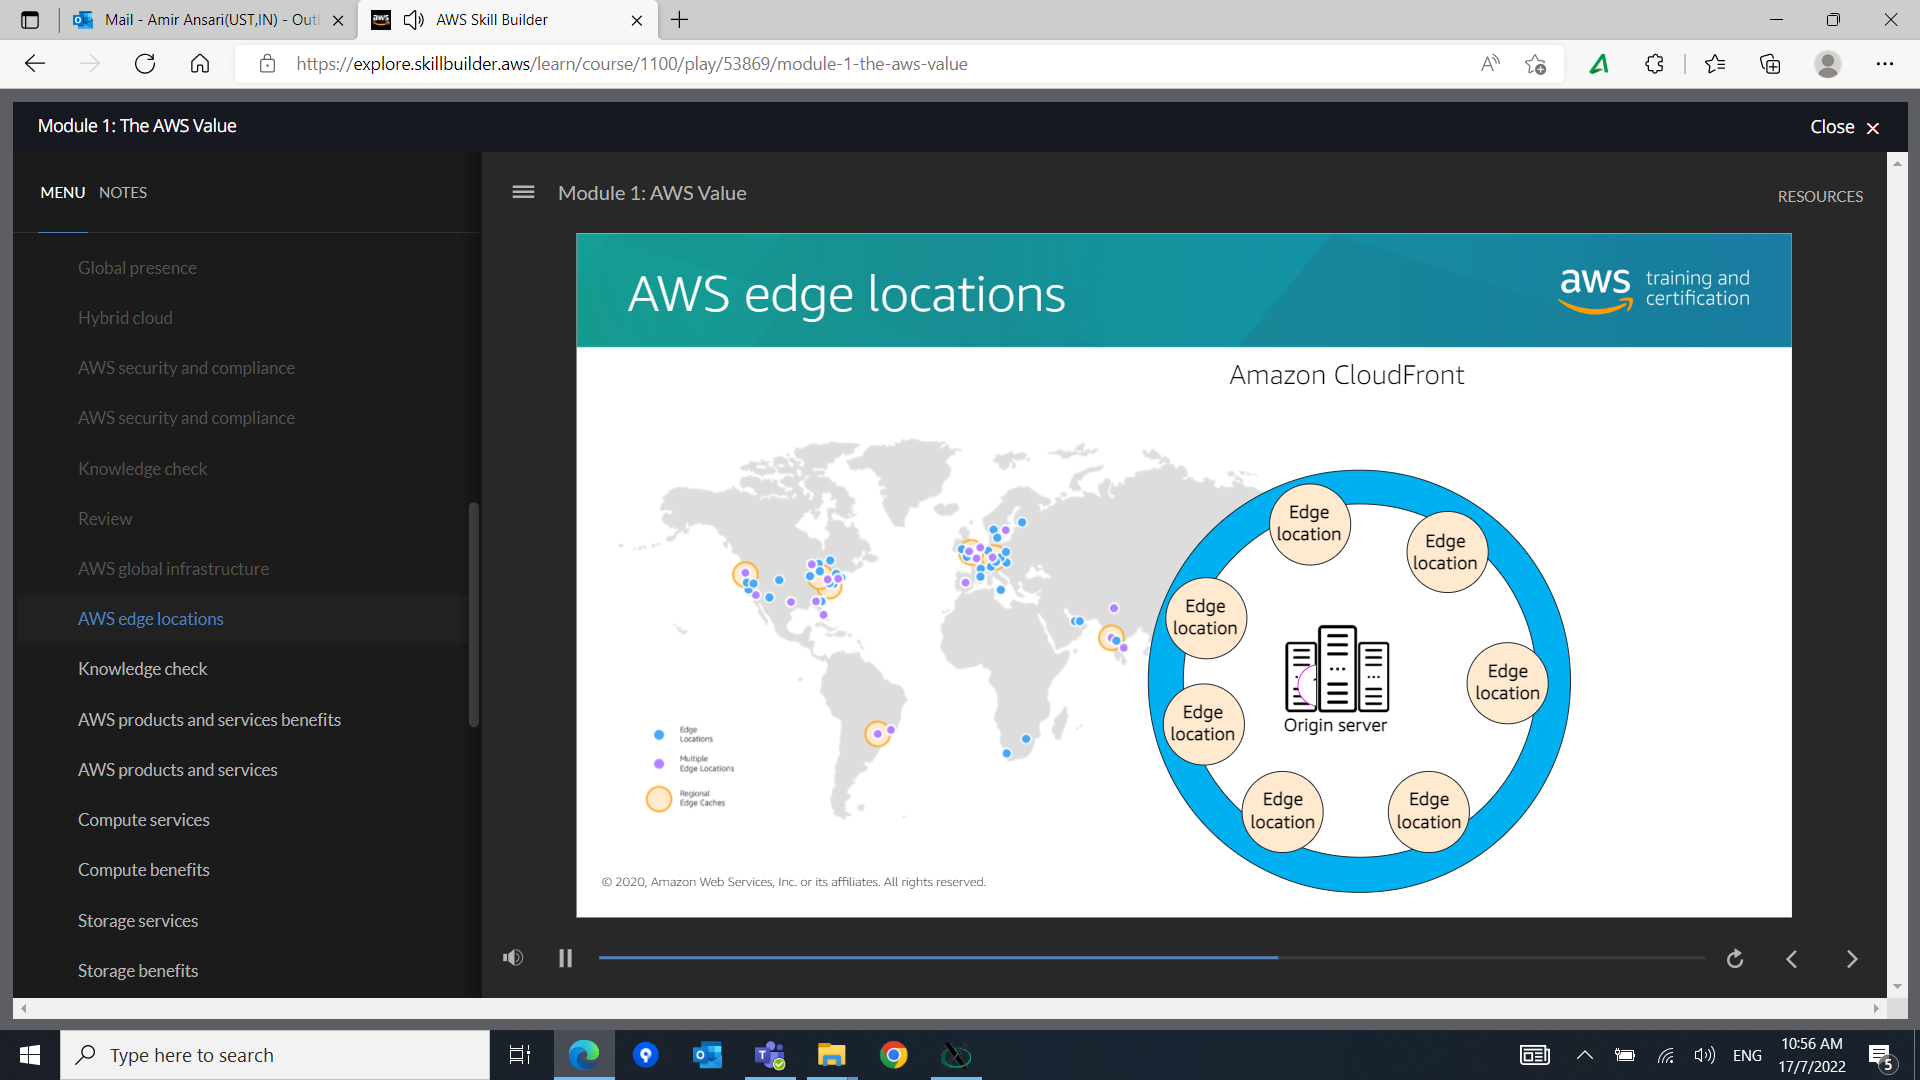 Mail - Amir Ansari(UST,IN) - Out
aws
AWS Skill Builder
https://explore.skillbuilder.aws/learn/course/1100/play/53869/module-1-the-aws-value
Module 1: The AWS Value
Close
MENU
NOTES
Module 1: AWS Value
RESOURCES
Global presence
Hybrid cloud
AWS security and compliance
AWS security and compliance
Knowledge check
Review
AWS global infrastructure
AWS edge locations
Knowledge check
AWS products and services benefits
AWS products and services
Compute services
Compute benefits
Storage services
Storage benefits
AWS edge locations
aws
training and
certification
Amazon CloudFront
Edge
location
Edge
location
Edge
location
Edge
location
Edge
location
Edge
location
Edge
location
Origin server
Edge
Locations
Multiple
Edge Locations
Regional
Edge Caches
© 2020, Amazon Web Services, Inc. or its affiliates. All rights reserved.
Type here to search
ENG
10:56 AM
17/7/2022
5